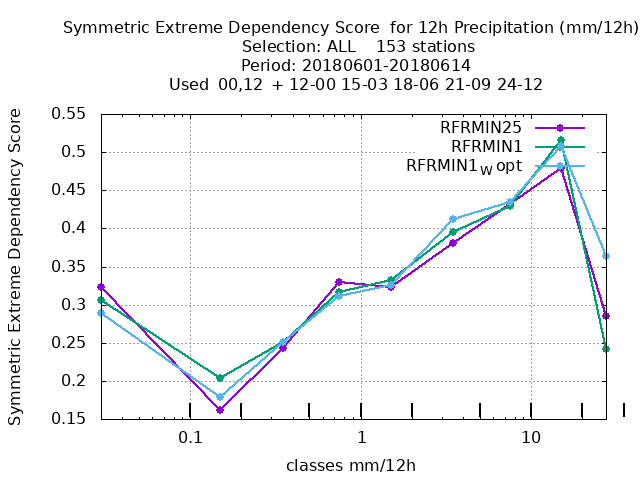 Symmetric Extreme Dependency Score  for 12h Precipitation (mm/12h)
Selection: ALL    153 stations
Period: 20180601-20180614
Used  00,12  + 12-00 15-03 18-06 21-09 24-12
Symmetric Extreme Dependency Score
0.55
0.5
0.45
0.4
0.35
0.3
0.25
0.2
0.15
RFRMIN25
RFRMIN1
RFRMIN1w opt
0.1 1 10
classes mm/12h